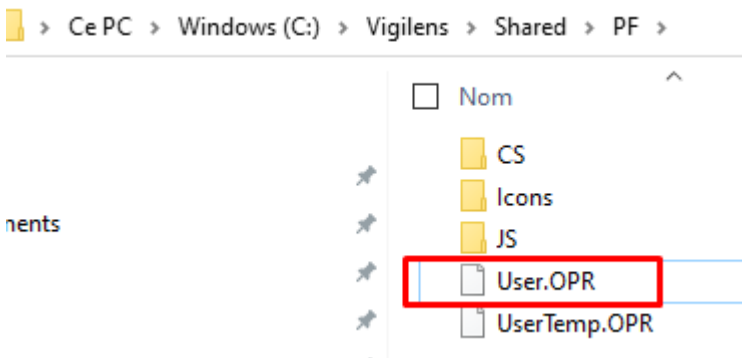 Ce PC > Windows (C:) > Vigilens > Shared > PF >
Nom
CS
Icons
nents
JS
User.OPR
UserTemp.OPR